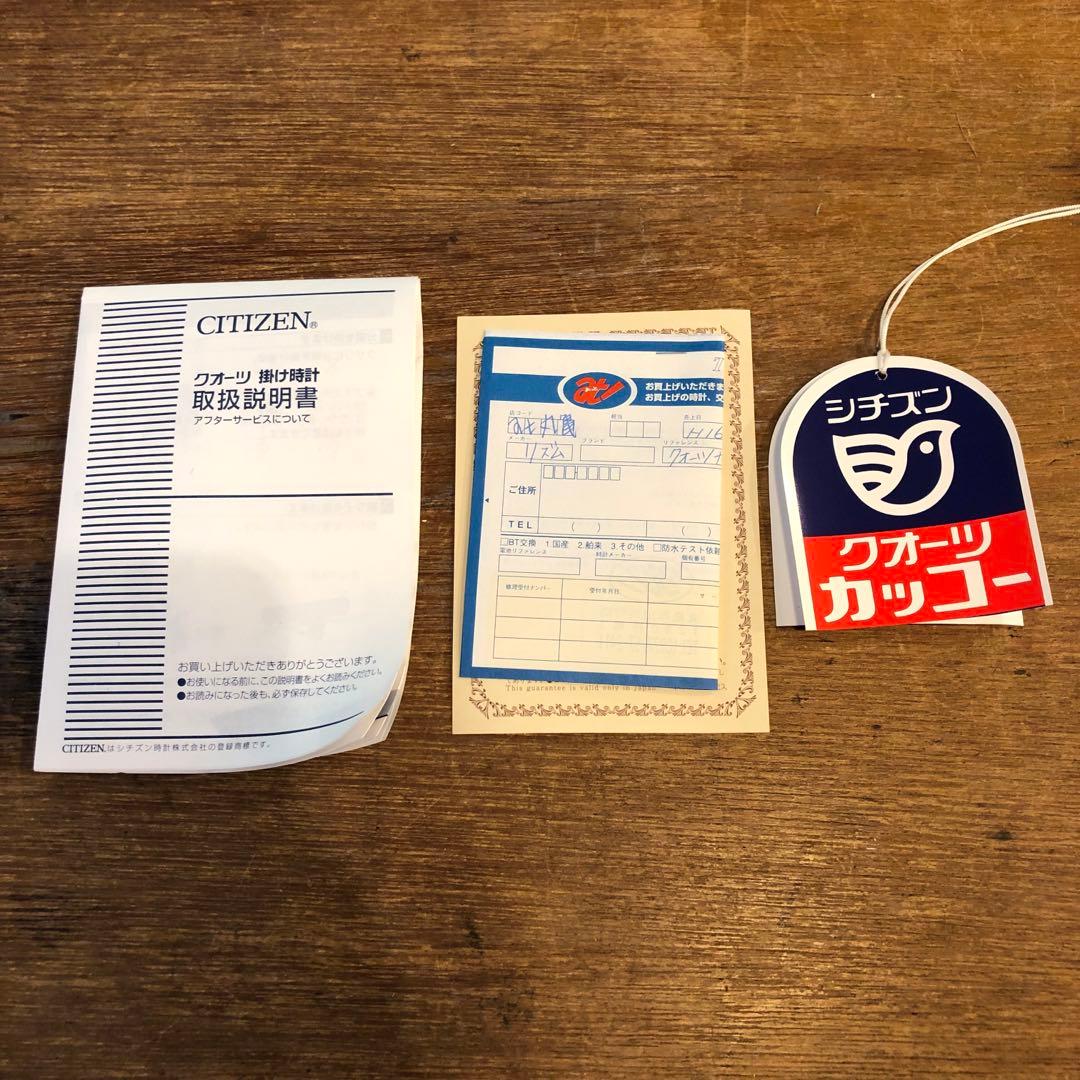 CITIZEN®
クオーツ 掛け時計
取扱説明書
アフターサービスについて
お買い上げいただきありがとうございます。
●お使いになる前に、この説明書をよくお読みください。
●お読みになった後も、必ず保存してください。
CITIZEN®はシチズン時計株式会社の登録商標です。
at!
お買上げいただきま
お買上げの時計、交
店コード 担当 売上日
H16
メーカー ブランド リファレンス
リズム クオーツ
ご住所
TEL ( ) ( )
□BT交換 1.国産 2.舶来 3.その他 □防水テスト依頼
電池リファレンス 時計メーカー 個有番号
修理受付ナンバー 受付年月日 サー
This guarantee is valid only in Japan.
シチズン
クオーツ
カッコー